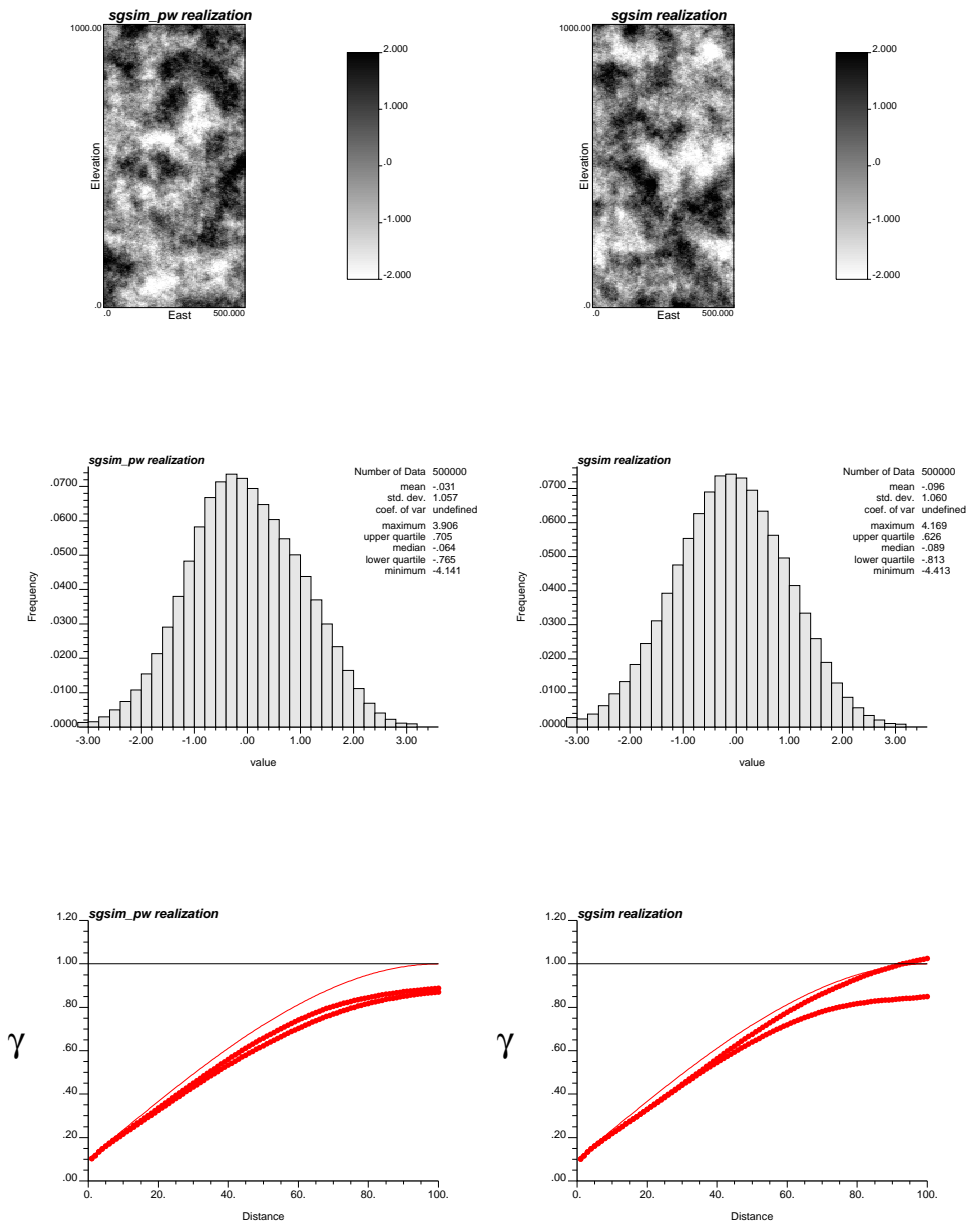 sgsim_pw realization
1000.00
Elevation
.0
.0
East
500.000
2.000
1.000
.0
-1.000
-2.000
sgsim realization
1000.00
Elevation
.0
.0
East
500.000
2.000
1.000
.0
-1.000
-2.000
sgsim_pw realization
Number of Data 500000
mean -.031
std. dev. 1.057
coef. of var undefined
maximum 3.906
upper quartile .705
median -.064
lower quartile -.765
minimum -4.141
Frequency
.0700
.0600
.0500
.0400
.0300
.0200
.0100
.0000
-3.00 -2.00 -1.00 .00 1.00 2.00 3.00
value
sgsim realization
Number of Data 500000
mean -.096
std. dev. 1.060
coef. of var undefined
maximum 4.169
upper quartile .626
median -.089
lower quartile -.813
minimum -4.413
Frequency
.0700
.0600
.0500
.0400
.0300
.0200
.0100
.0000
-3.00 -2.00 -1.00 .00 1.00 2.00 3.00
value
sgsim_pw realization
γ
1.20
1.00
.80
.60
.40
.20
.00
0. 20. 40. 60. 80. 100.
Distance
sgsim realization
γ
1.20
1.00
.80
.60
.40
.20
.00
0. 20. 40. 60. 80. 100.
Distance